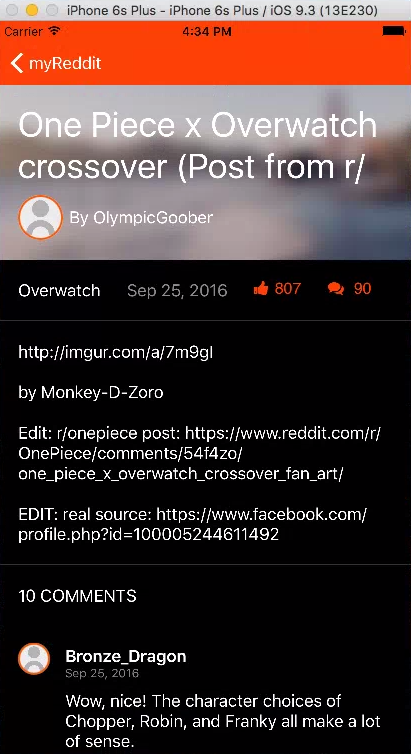 iPhone 6s Plus - iPhone 6s Plus / iOS 9.3 (13E230)
Carrier 4:34 PM
myReddit
One Piece x Overwatch
crossover (Post from r/
By OlympicGoober
Overwatch Sep 25, 2016 807 90
http://imgur.com/a/7m9gI
by Monkey-D-Zoro
Edit: r/onepiece post: https://www.reddit.com/r/
OnePiece/comments/54f4zo/
one_piece_x_overwatch_crossover_fan_art/
EDIT: real source: https://www.facebook.com/
profile.php?id=100005244611492
10 COMMENTS
Bronze_Dragon
Sep 25, 2016
Wow, nice! The character choices of
Chopper, Robin, and Franky all make a lot
of sense.